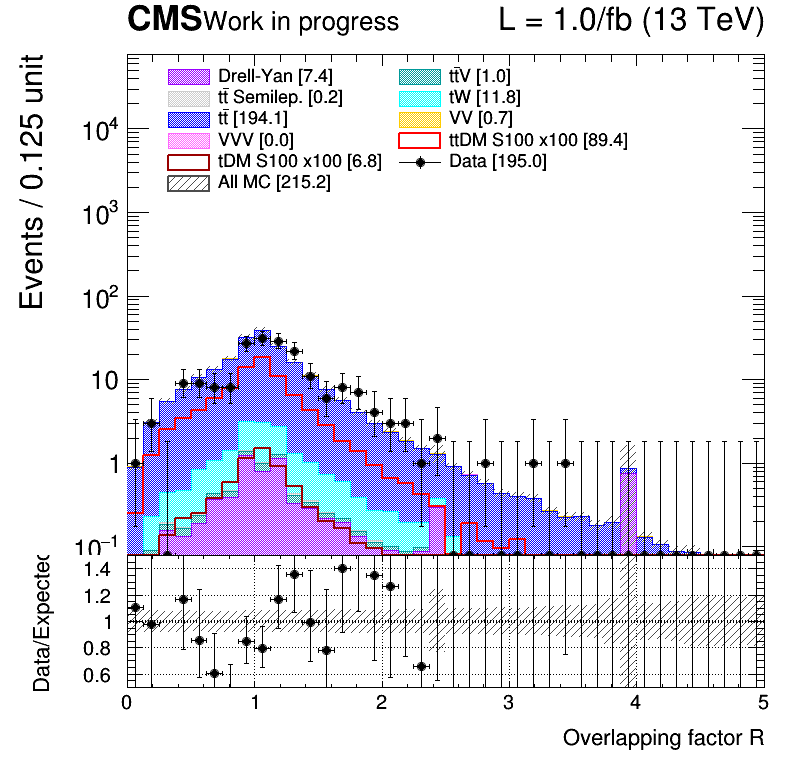 CMS Work in progress L = 1.0/fb (13 TeV)
Events / 0.125 unit
Drell-Yan [7.4] tt̄V [1.0]
tt̄ Semilep. [0.2] tW [11.8]
tt̄ [194.1] VV [0.7]
VVV [0.0] ttDM S100 x100 [89.4]
tDM S100 x100 [6.8] Data [195.0]
All MC [215.2]
10⁴
10³
10²
10
1
10⁻¹
Data/Expected
1.4
1.2
1
0.8
0.6
0 1 2 3 4 5
Overlapping factor R